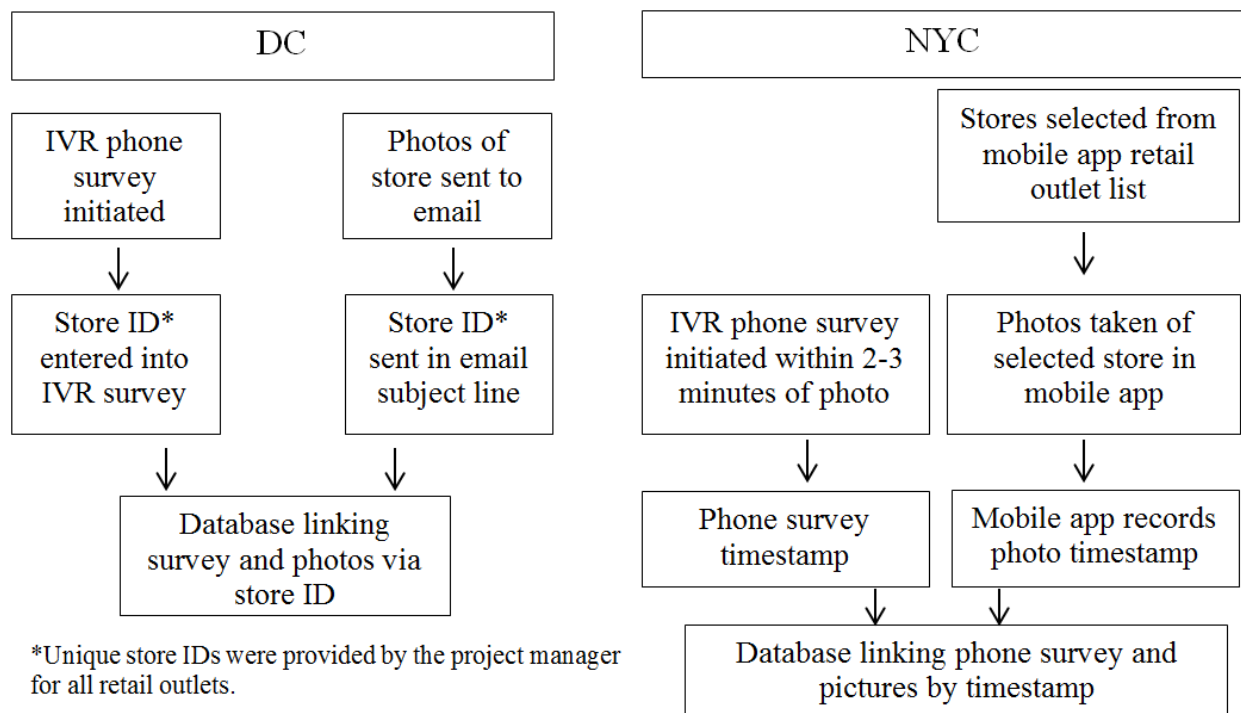 DC
IVR phone
survey
initiated
Photos of
store sent to
email
Store ID*
entered into
IVR survey
Store ID*
sent in email
subject line
Database linking
survey and photos via
store ID
*Unique store IDs were provided by the project manager
for all retail outlets.
NYC
Stores selected from
mobile app retail
outlet list
IVR phone survey
initiated within 2-3
minutes of photo
Photos taken of
selected store in
mobile app
Phone survey
timestamp
Mobile app records
photo timestamp
Database linking phone survey and
pictures by timestamp